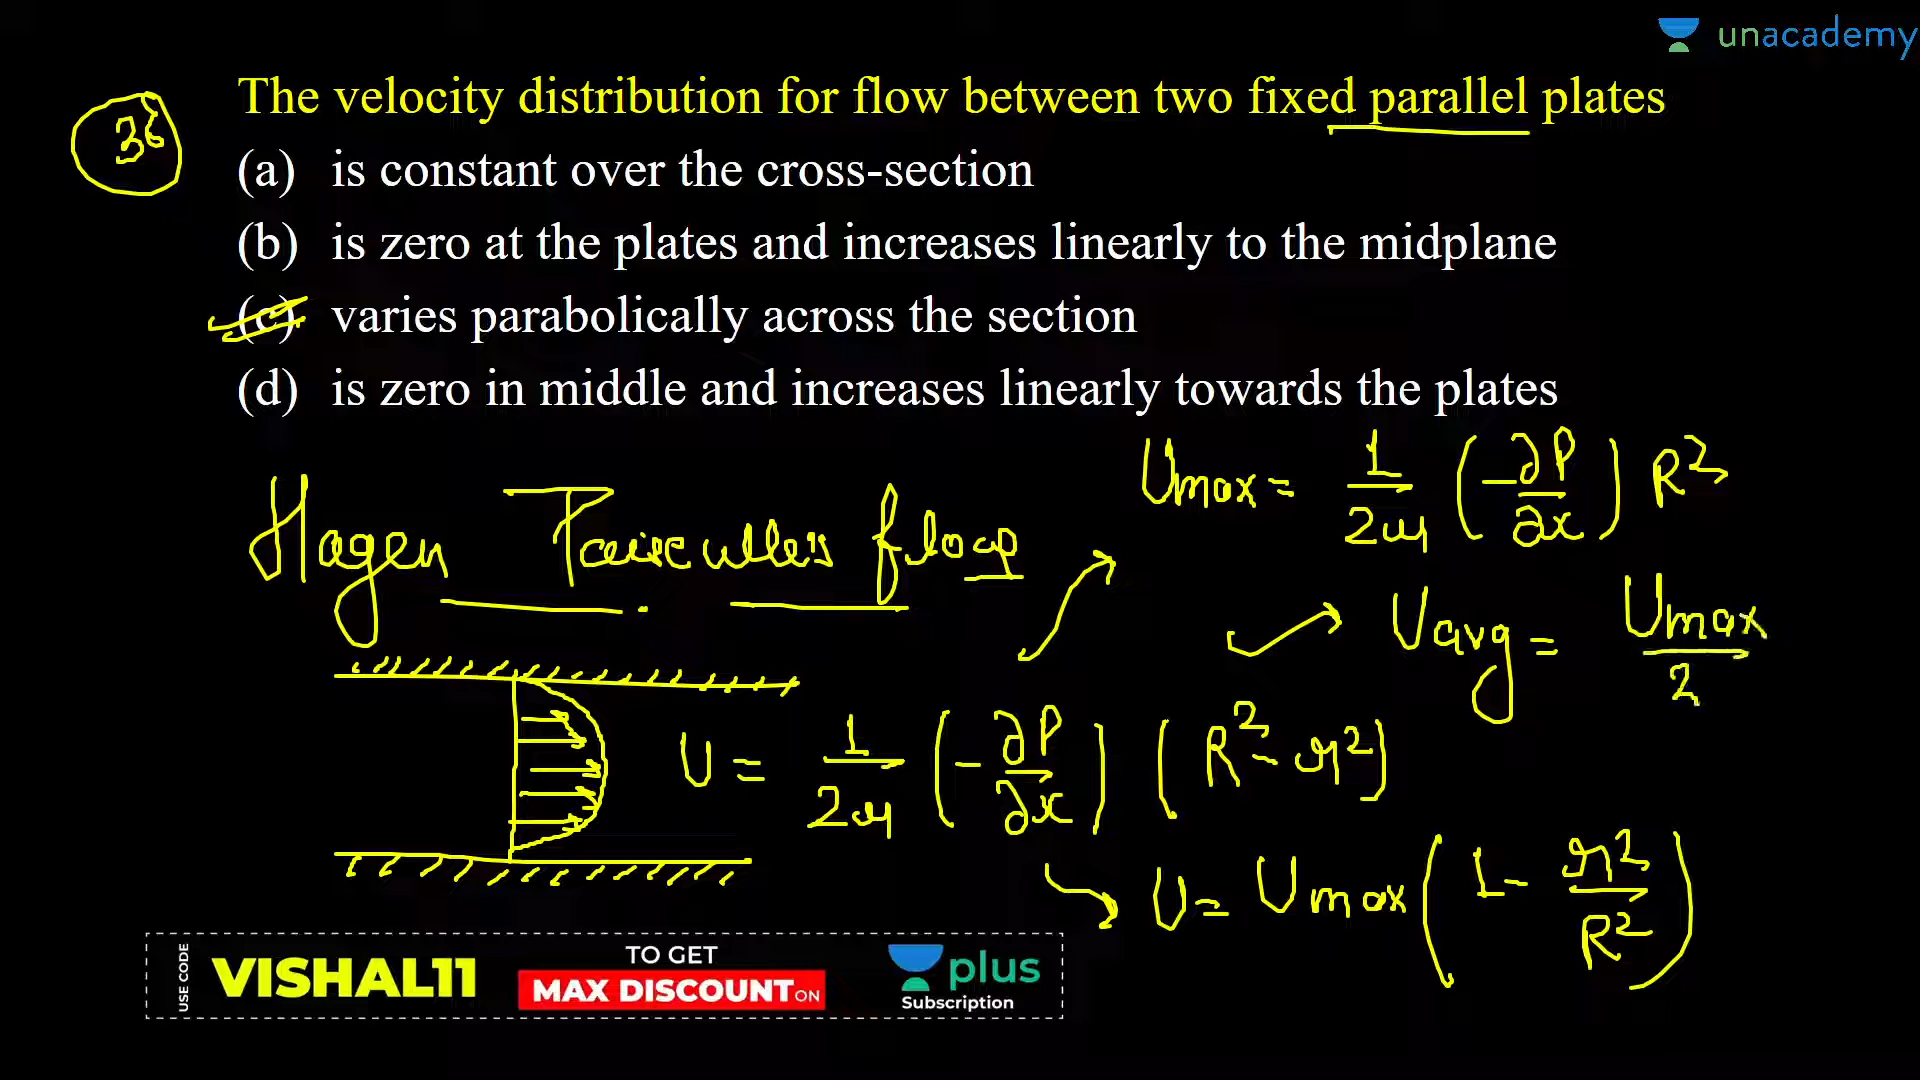 unacademy
36
The velocity distribution for flow between two fixed parallel plates
(a) is constant over the cross-section
(b) is zero at the plates and increases linearly to the midplane
(c) varies parabolically across the section
(d) is zero in middle and increases linearly towards the plates
Umax = 1/2μ (-∂P/∂x) R²
Hagen flow
Uavg = Umax/2
U = 1/2μ (-∂P/∂x) (R² - r²)
U = Umax (1 - r²/R²)
USE CODE
VISHAL11
TO GET
MAX DISCOUNT ON
plus
Subscription